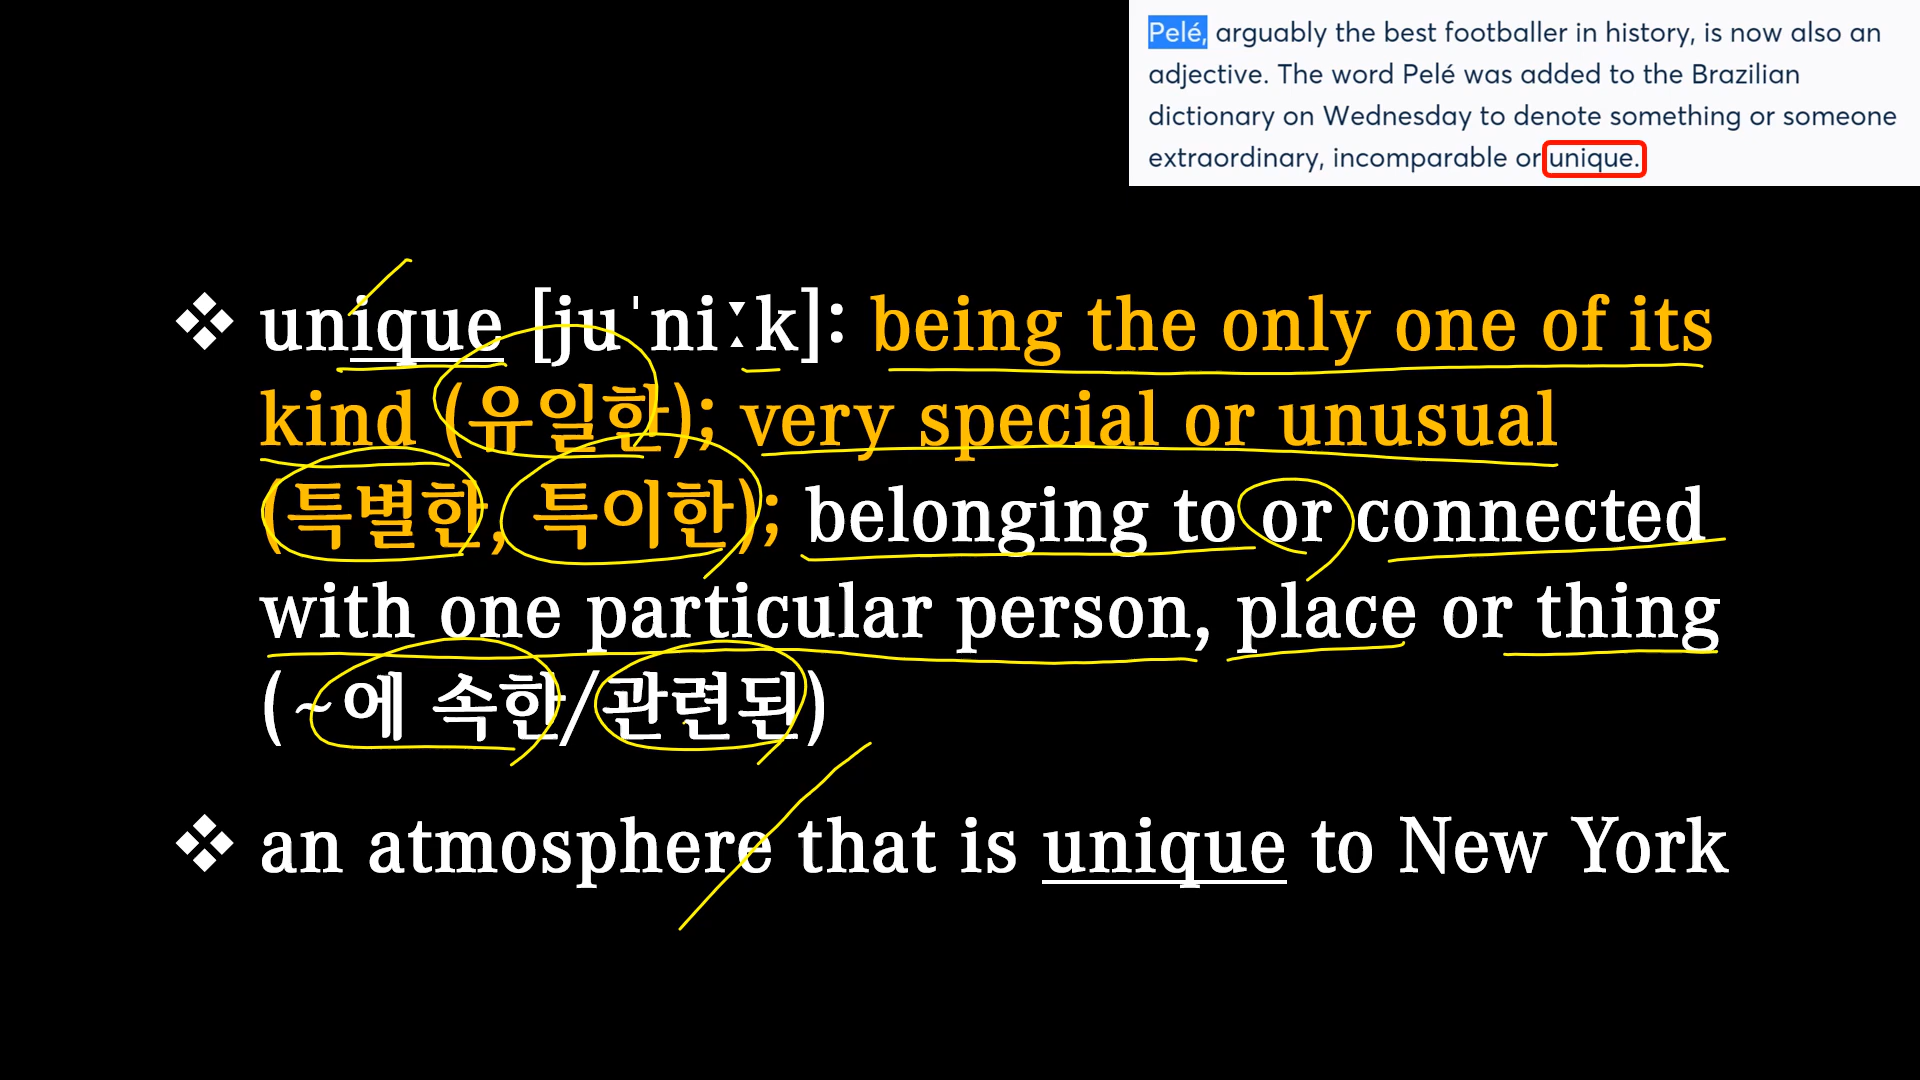 Pelé, arguably the best footballer in history, is now also an
adjective. The word Pelé was added to the Brazilian
dictionary on Wednesday to denote something or someone
extraordinary, incomparable or unique.
❖ unique [juˈniːk]: being the only one of its
kind (유일한); very special or unusual
(특별한, 특이한); belonging to or connected
with one particular person, place or thing
(~에 속한/관련된)
❖ an atmosphere that is unique to New York